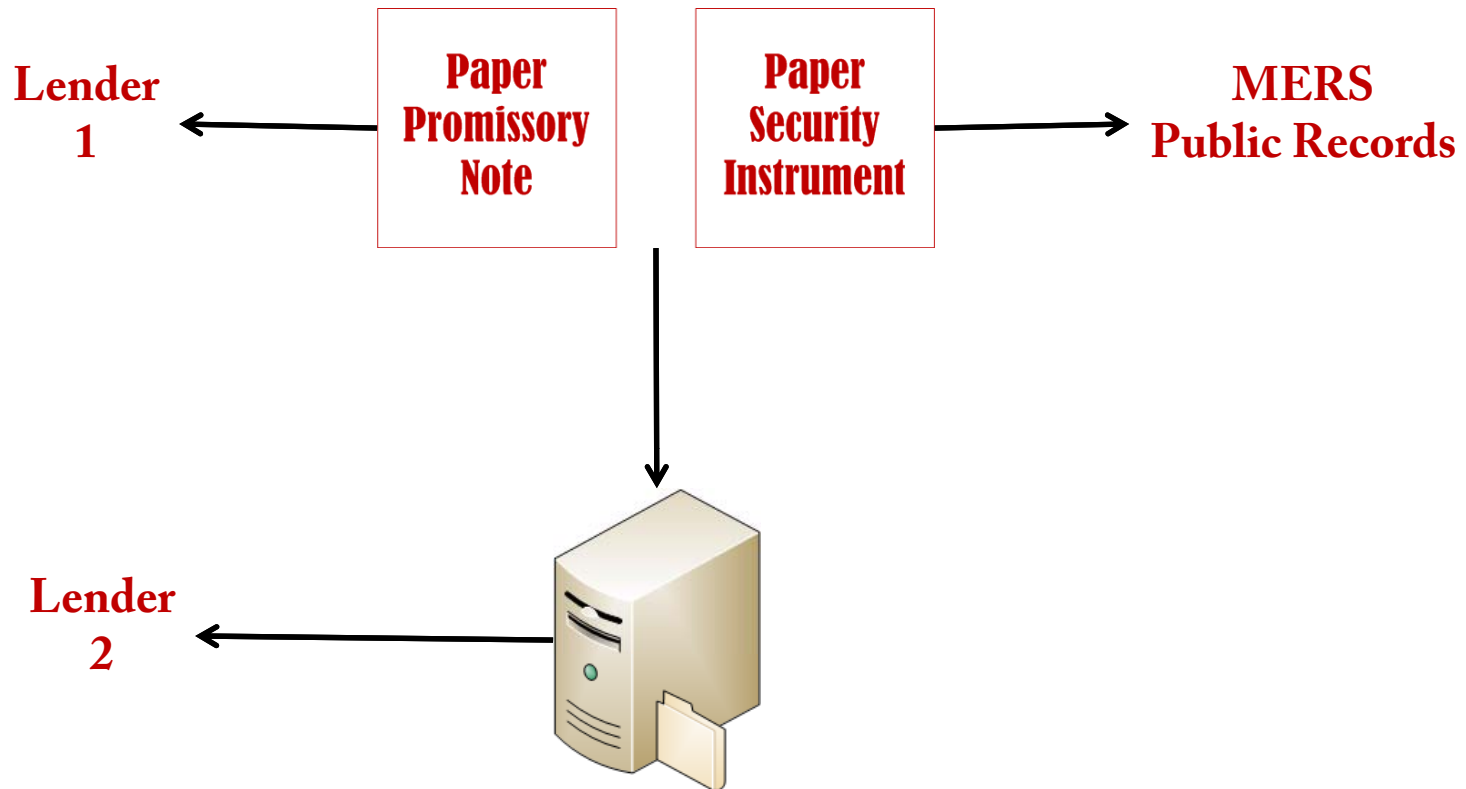 Lender
1
Paper
Promissory
Note
Paper
Security
Instrument
MERS
Public Records
Lender
2